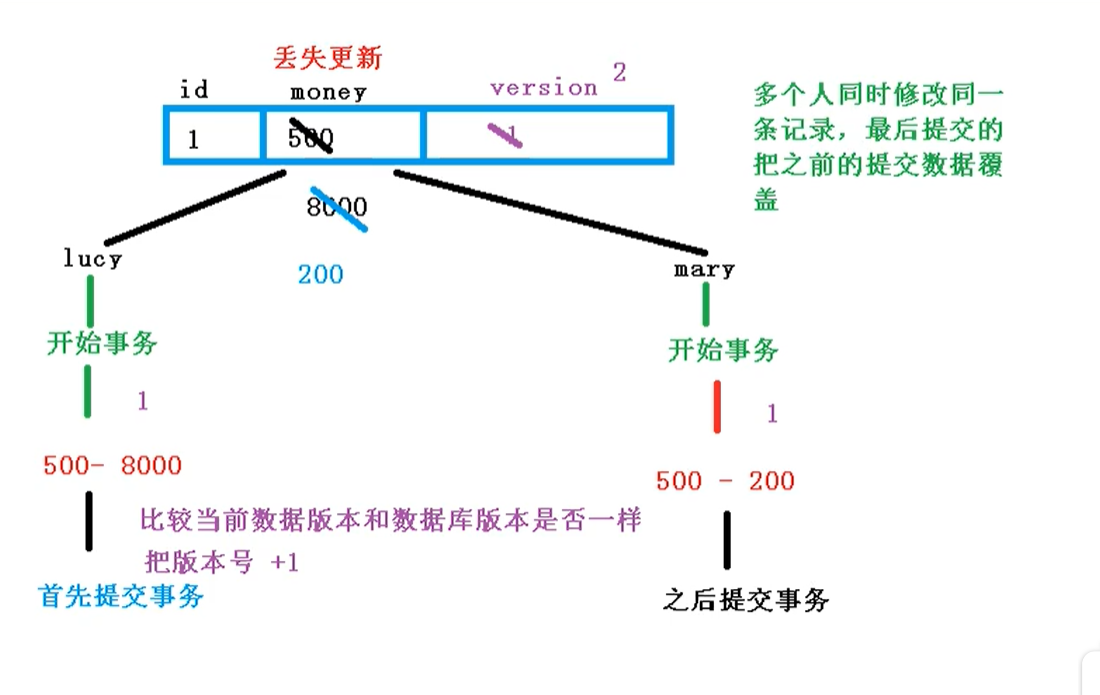 丢失更新
id
money
version
2
1
500
1
8000
200
多个人同时修改同一
条记录，最后提交的
把之前的提交数据覆
盖
lucy
开始事务
1
500- 8000
比较当前数据版本和数据库版本是否一样
把版本号 +1
首先提交事务
mary
开始事务
1
500 - 200
之后提交事务